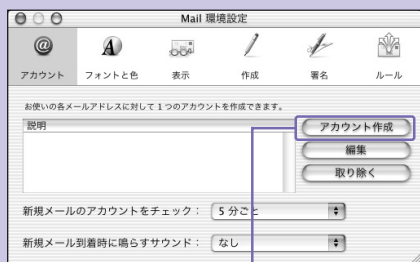 Mail 環境設定
アカウント フォントと色 表示 作成 署名 ルール
お使いの各メールアドレスに対して 1 つのアカウントを作成できます。
説明
アカウント作成
編集
取り除く
新規メールのアカウントをチェック： 5 分ごと
新規メール到着時に鳴らすサウンド： なし